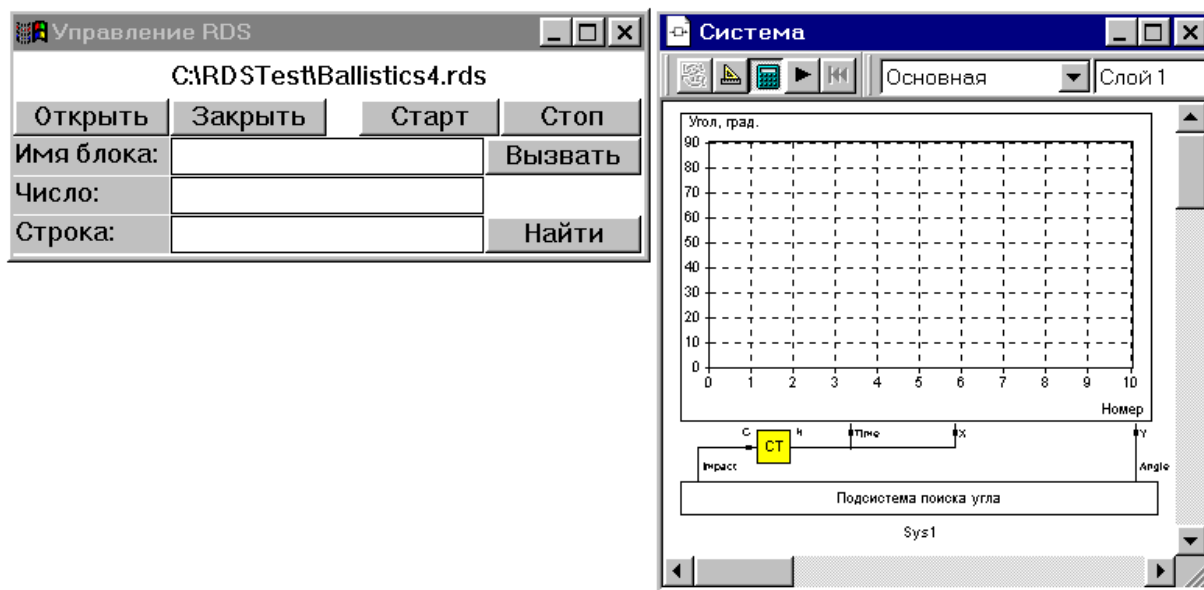 Управление RDS
C:\RDSTest\Ballistics4.rds
Открыть Закрыть Старт Стоп
Имя блока: Вызвать
Число:
Строка: Найти
Система
Основная Слой 1
Угол, град.
90
80
70
60
50
40
30
20
10
0
0 1 2 3 4 5 6 7 8 9 10
Номер
C Time X Y
СТ
Impact Angle
Подсистема поиска угла
Sys1